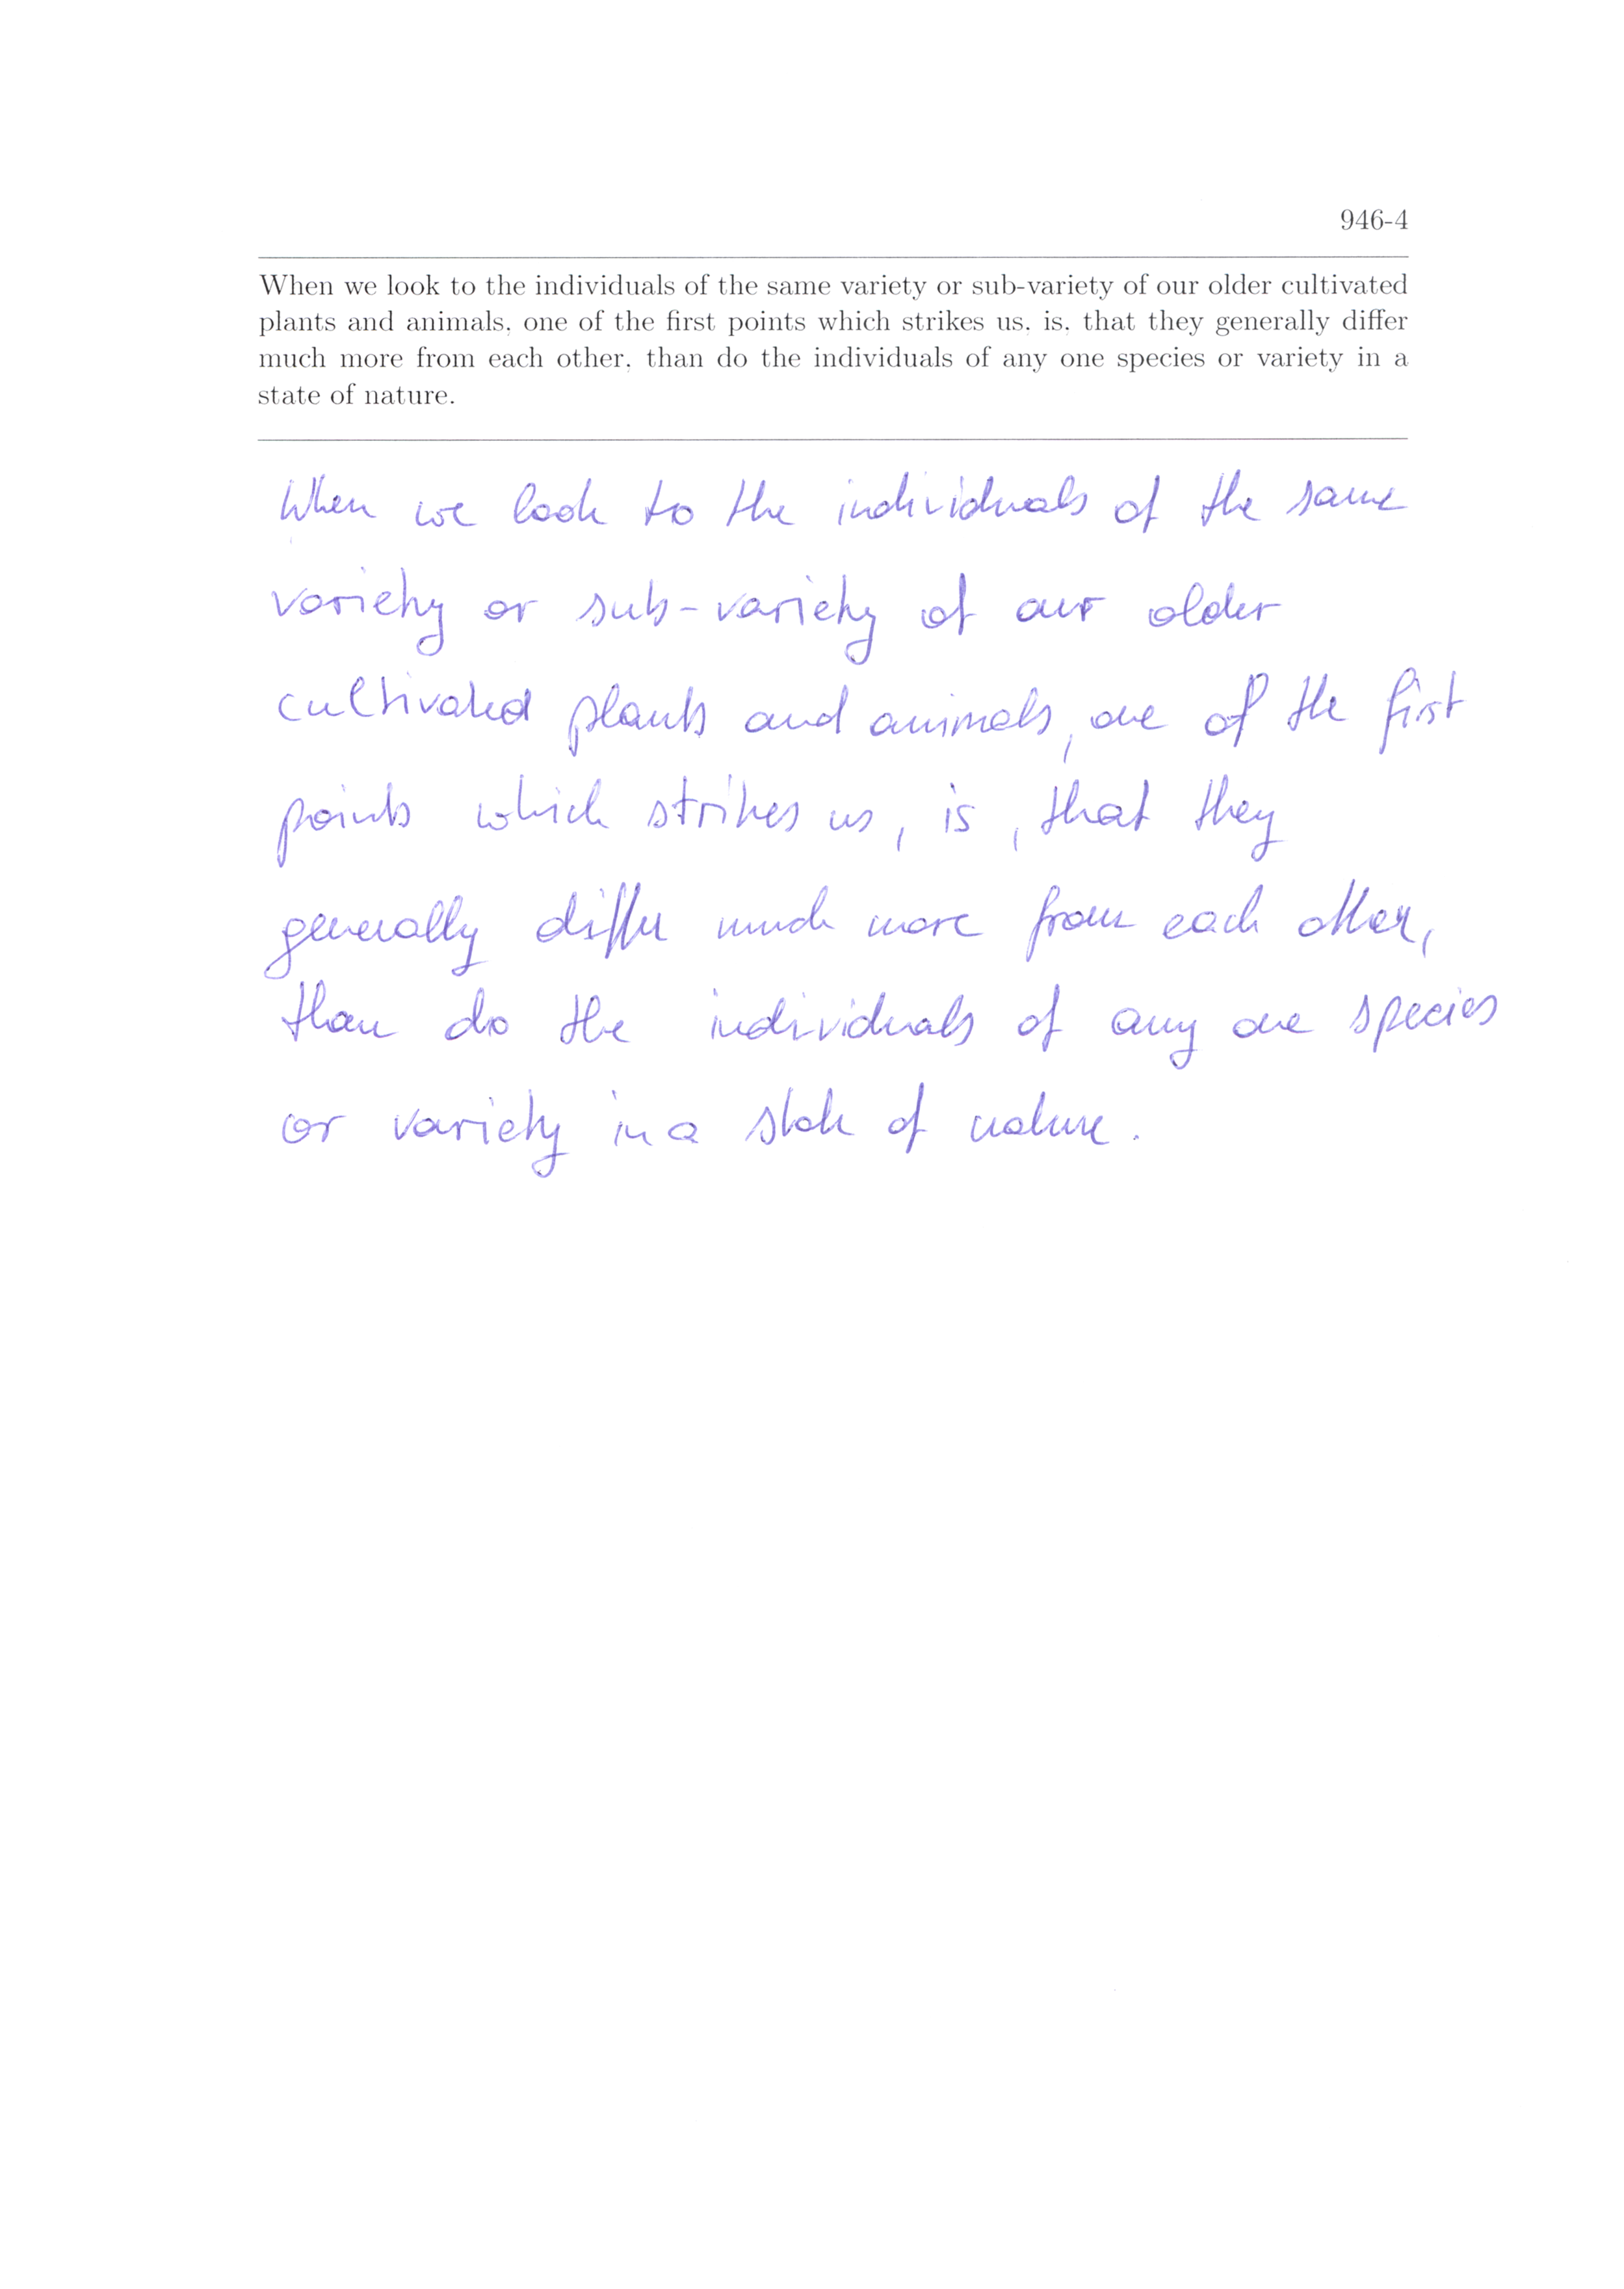 946-4
When we look to the individuals of the same variety or sub-variety of our older cultivated
plants and animals, one of the first points which strikes us, is, that they generally differ
much more from each other, than do the individuals of any one species or variety in a
state of nature.
When we look to the individuals of the same
variety or sub-variety of our older
cultivated plants and animals, one of the first
points which strikes us, is, that they
generally differ much more from each other,
than do the individuals of any one species
or variety in a state of nature.